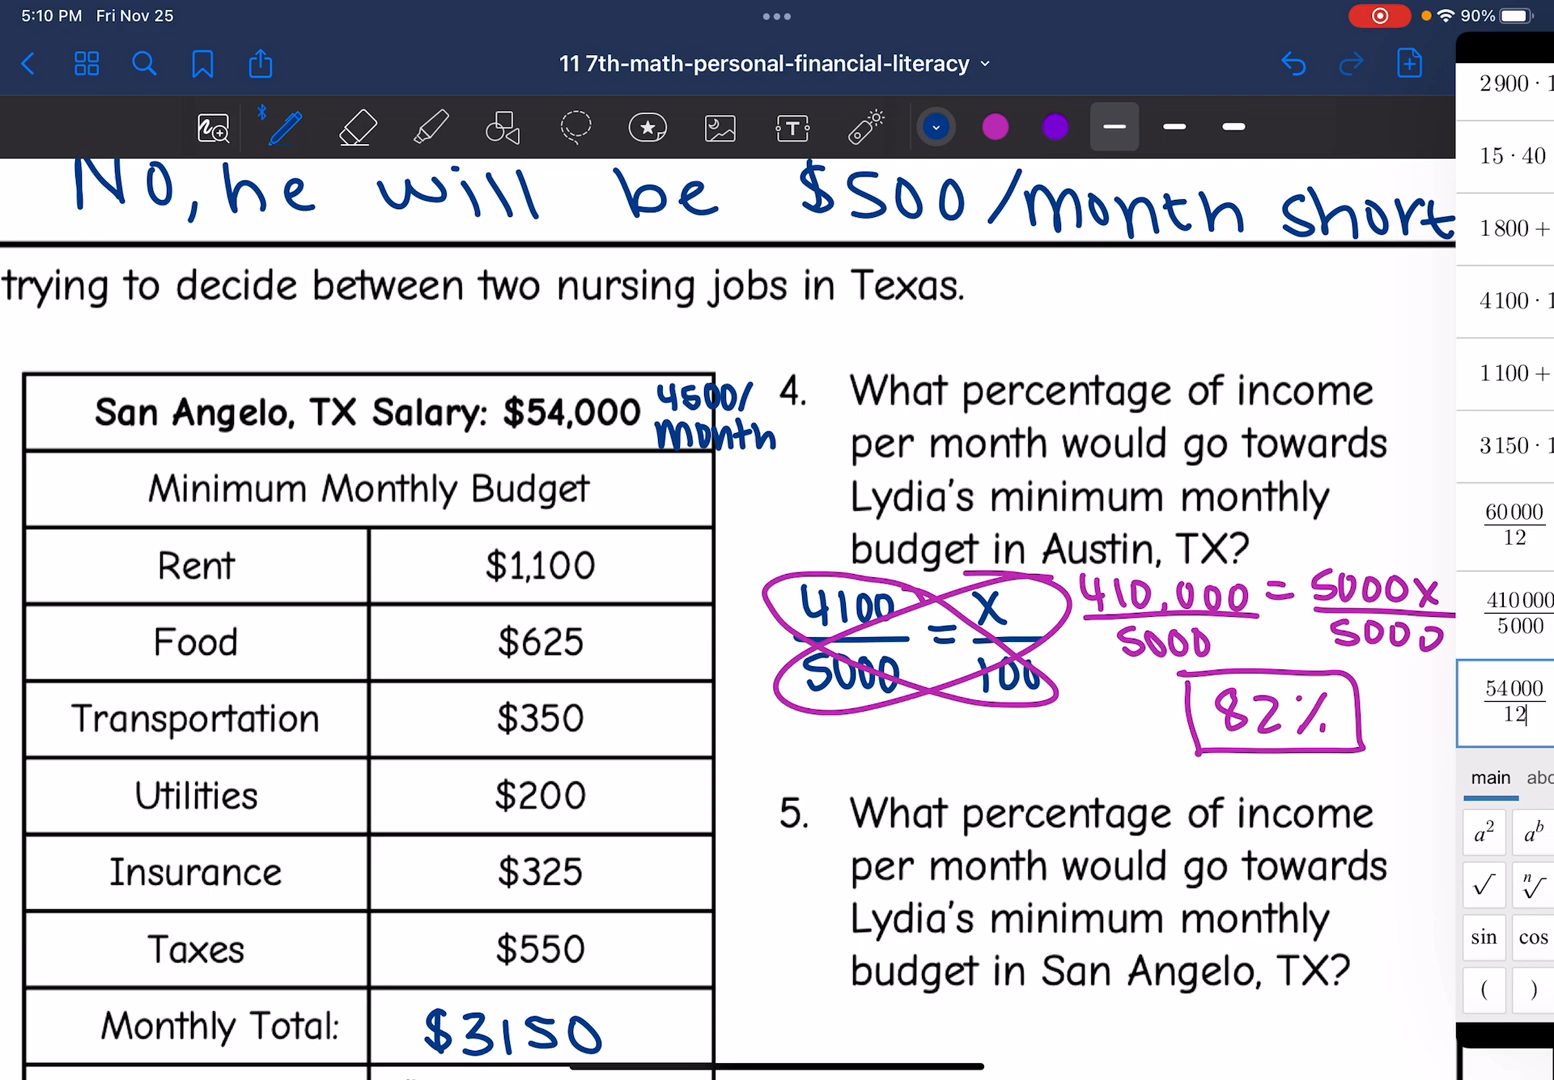 5:10 PM Fri Nov 25
90%
11 7th-math-personal-financial-literacy
No, he will be $500/month short
trying to decide between two nursing jobs in Texas.
San Angelo, TX Salary: $54,000 4500/
month
Minimum Monthly Budget
Rent $1,100
Food $625
Transportation $350
Utilities $200
Insurance $325
Taxes $550
Monthly Total: $3150
4. What percentage of income
per month would go towards
Lydia's minimum monthly
budget in Austin, TX?
4100/5000 = x/100 410,000/5000 = 5000x/5000
82%
5. What percentage of income
per month would go towards
Lydia's minimum monthly
budget in San Angelo, TX?
2900 · 1
15 · 40
1800 +
4100 · 1
1100 +
3150 · 1
60000
12
410000
5000
54000
12
main abc
a² aᵇ
√ ⁿ√
sin cos
( )